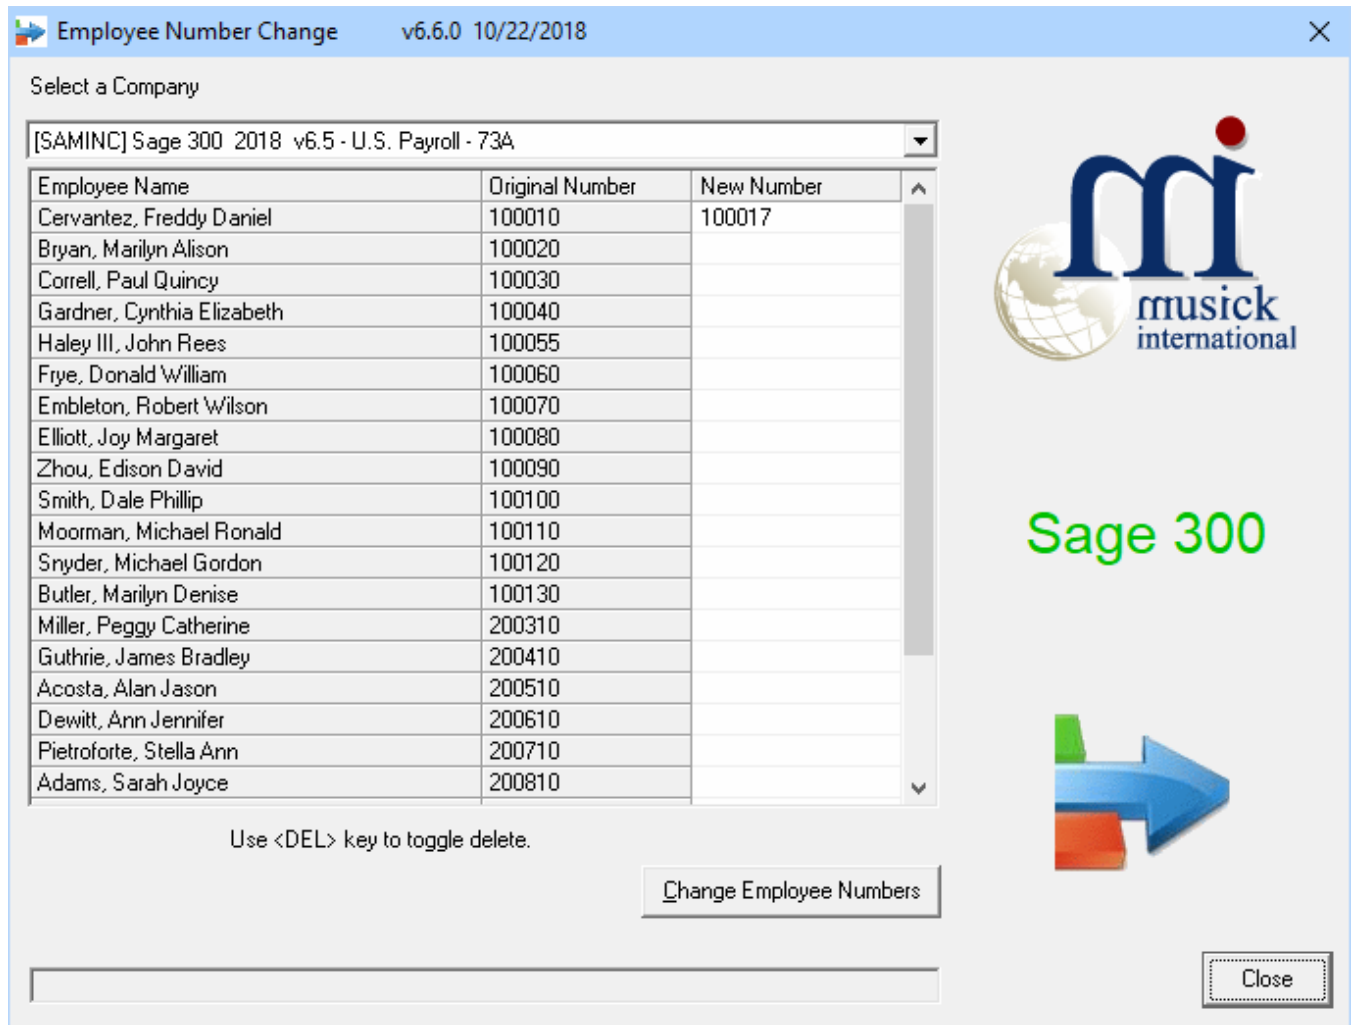 Employee Number Change v6.6.0 10/22/2018
Select a Company
[SAMINC] Sage 300 2018 v6.5 - U.S. Payroll - 73A
Employee Name Original Number New Number
Cervantez, Freddy Daniel 100010 100017
Bryan, Marilyn Alison 100020
Correll, Paul Quincy 100030
Gardner, Cynthia Elizabeth 100040
Haley III, John Rees 100055
Frye, Donald William 100060
Embleton, Robert Wilson 100070
Elliott, Joy Margaret 100080
Zhou, Edison David 100090
Smith, Dale Phillip 100100
Moorman, Michael Ronald 100110
Snyder, Michael Gordon 100120
Butler, Marilyn Denise 100130
Miller, Peggy Catherine 200310
Guthrie, James Bradley 200410
Acosta, Alan Jason 200510
Dewitt, Ann Jennifer 200610
Pietroforte, Stella Ann 200710
Adams, Sarah Joyce 200810
Use <DEL> key to toggle delete.
Change Employee Numbers
mi
musick
international
Sage 300
Close